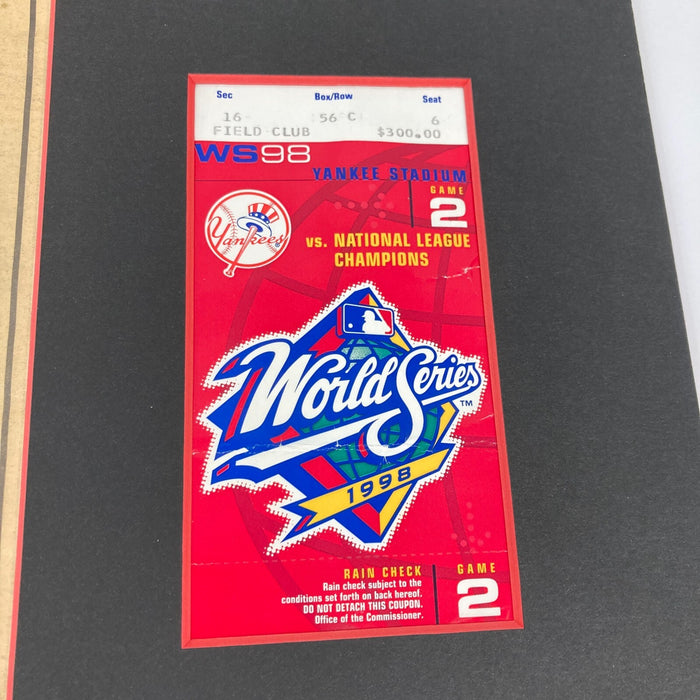 Sec Box/Row Seat
16 56 C 6
FIELD CLUB $300.00
WS98
YANKEE STADIUM
GAME
2
Yankees
vs. NATIONAL LEAGUE
CHAMPIONS
World Series
TM
1998
RAIN CHECK
Rain check subject to the
conditions set forth on back hereof.
DO NOT DETACH THIS COUPON.
Office of the Commissioner.
GAME
2